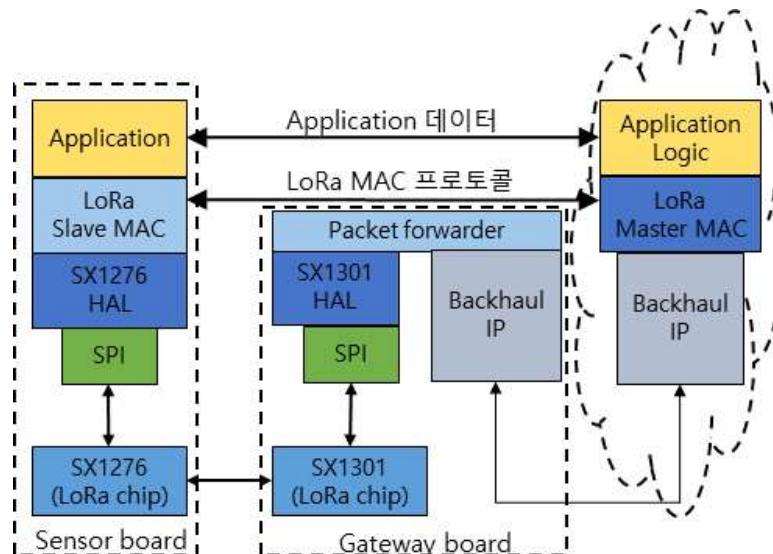 Application
LoRa
Slave MAC
SX1276
HAL
SPI
SX1276
(LoRa chip)
Sensor board
Application 데이터
LoRa MAC 프로토콜
Packet forwarder
SX1301
HAL
SPI
Backhaul
IP
SX1301
(LoRa chip)
Gateway board
Application
Logic
LoRa
Master MAC
Backhaul
IP